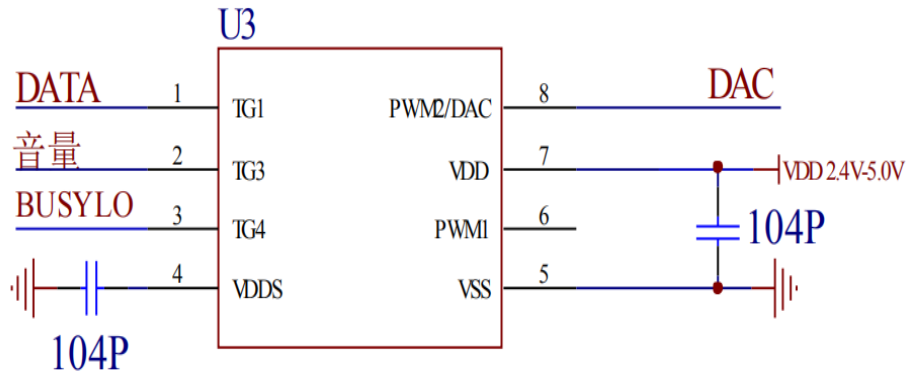 U3
DATA 1 TG1 PWM2/DAC 8 DAC
音量 2 TG3 VDD 7 VDD 2.4V-5.0V
BUSYLO 3 TG4 PWM1 6
104P
4 VDDS VSS 5
104P